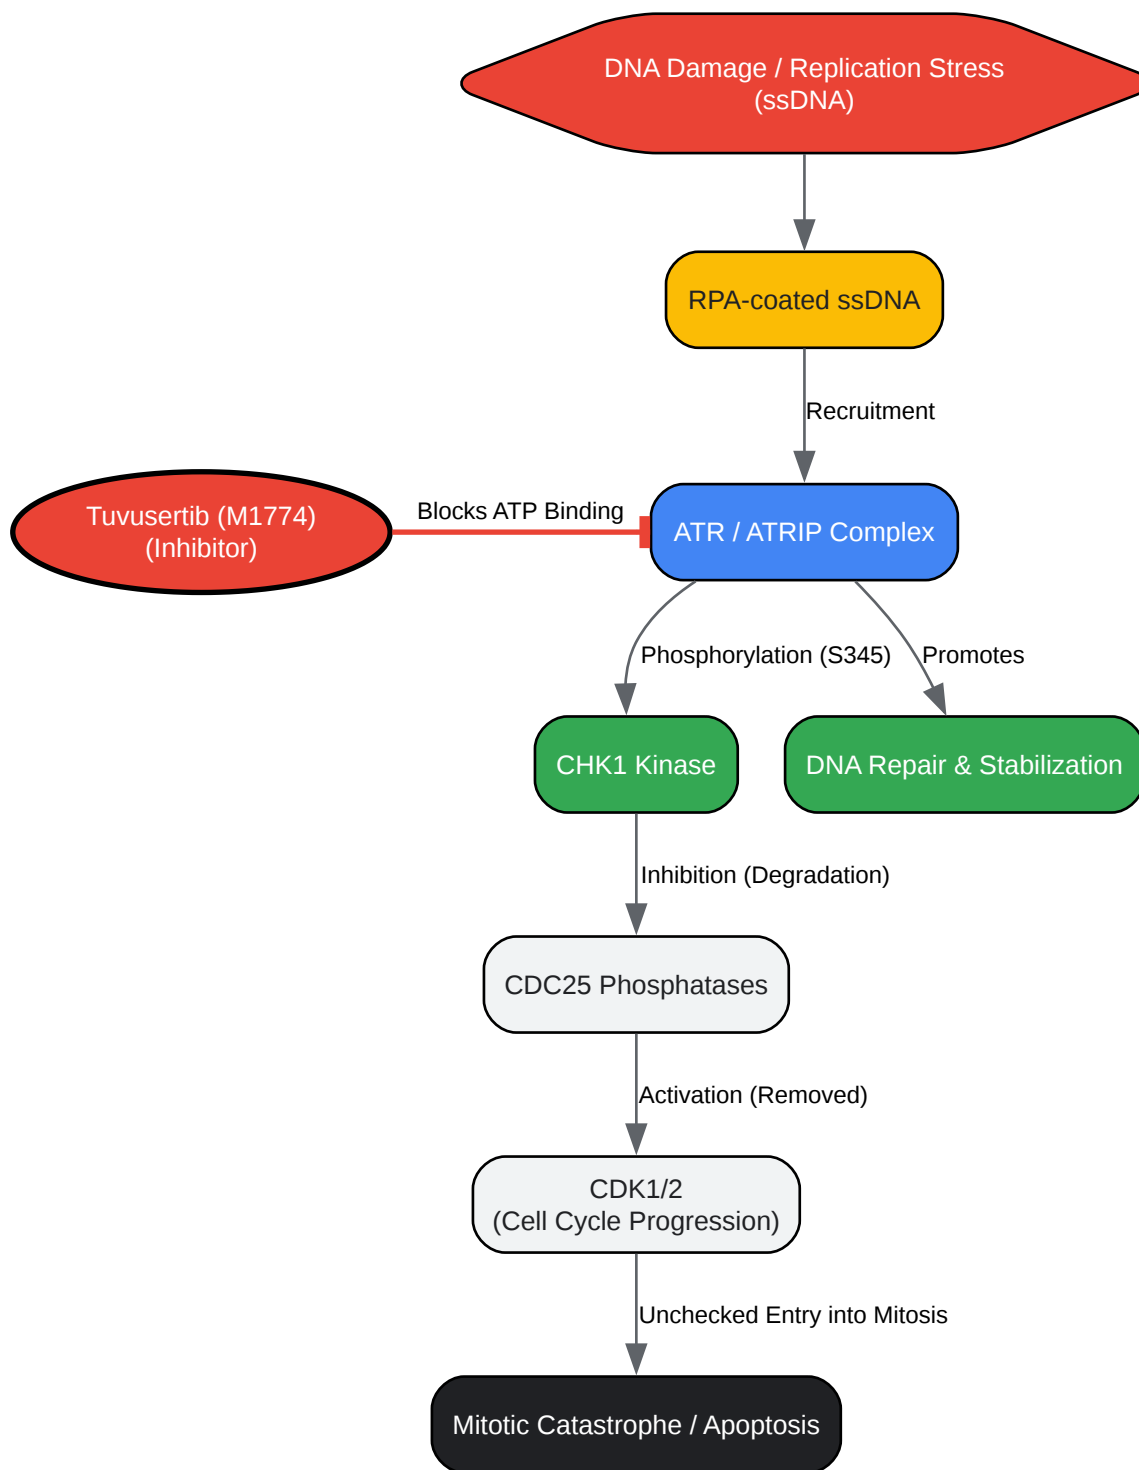 DNA Damage / Replication Stress
(ssDNA)
RPA-coated ssDNA
Recruitment
Tuvusertib (M1774)
(Inhibitor)
Blocks ATP Binding
ATR / ATRIP Complex
Phosphorylation (S345)
Promotes
CHK1 Kinase
DNA Repair & Stabilization
Inhibition (Degradation)
CDC25 Phosphatases
Activation (Removed)
CDK1/2
(Cell Cycle Progression)
Unchecked Entry into Mitosis
Mitotic Catastrophe / Apoptosis